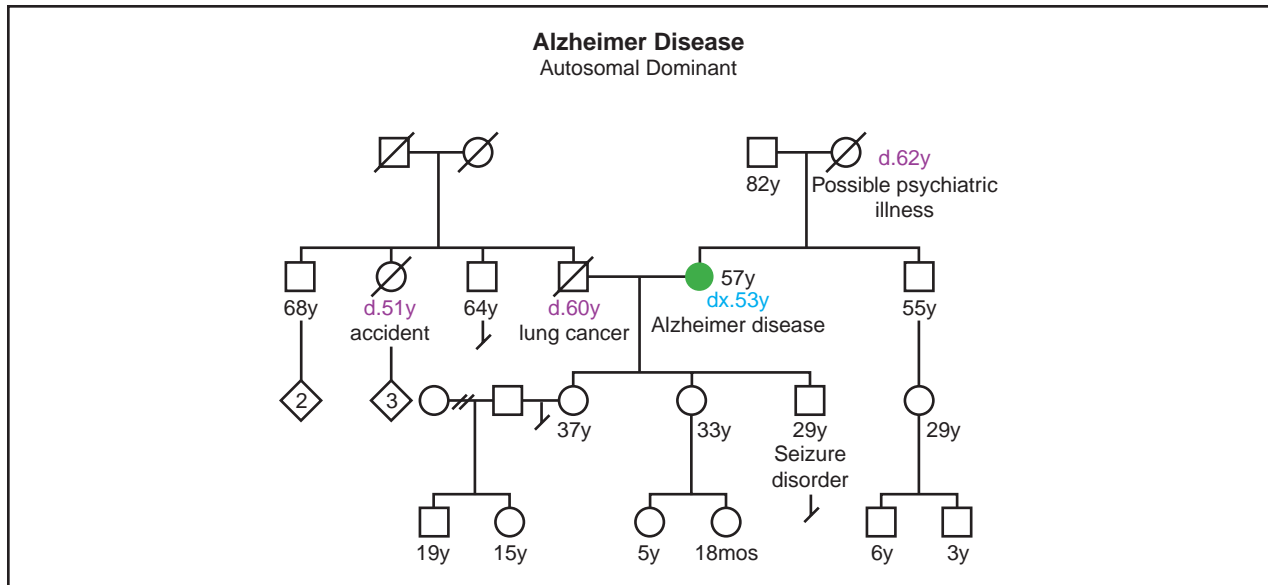 Alzheimer Disease
Autosomal Dominant
d.62y
82y
Possible psychiatric
illness
57y
dx.53y
Alzheimer disease
68y
d.51y
accident
64y
d.60y
lung cancer
55y
2
3
37y
33y
29y
Seizure
disorder
29y
19y
15y
5y
18mos
6y
3y